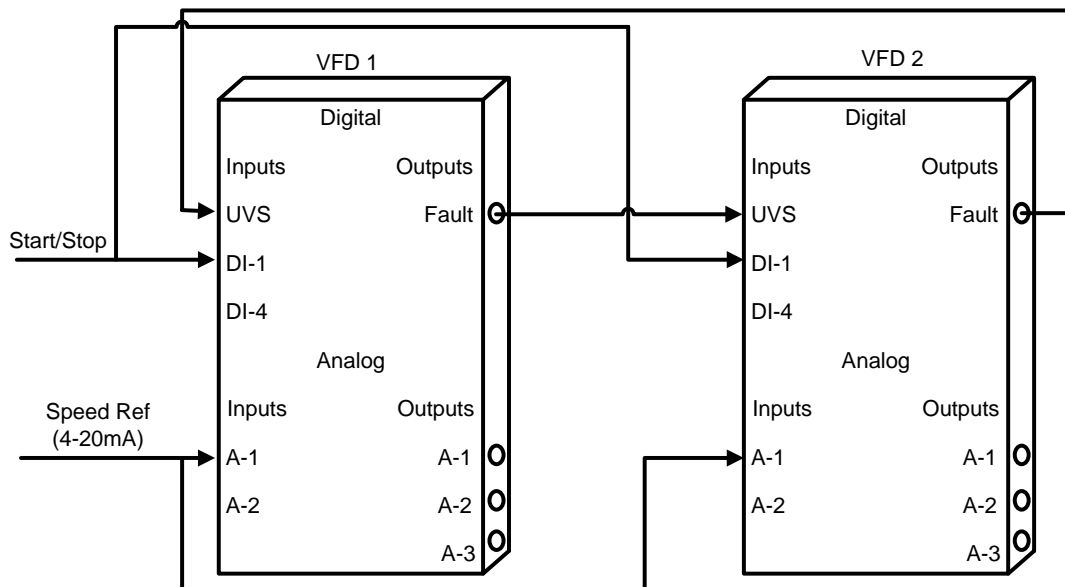 VFD 1
VFD 2
Digital
Digital
Inputs
Outputs
Inputs
Outputs
UVS
Fault
UVS
Fault
Start/Stop
DI-1
DI-1
DI-4
DI-4
Analog
Analog
Speed Ref
(4-20mA)
Inputs
Outputs
Inputs
Outputs
A-1
A-1
A-1
A-1
A-2
A-2
A-2
A-2
A-3
A-3